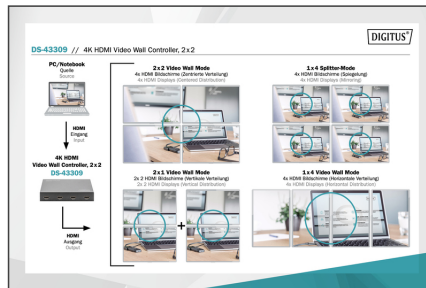 DIGITUS®
DS-43309 // 4K HDMI Video Wall Controller, 2x2
PC/Notebook
Quelle
Source
HDMI
Eingang
Input
4K HDMI
Video Wall Controller, 2x2
DS-43309
HDMI
Ausgang
Output
2x2 Video Wall Mode
4x HDMI Bildschirme (Zentrierte Verteilung)
4x HDMI Displays (Centered Distribution)
1x4 Splitter-Mode
4x HDMI Bildschirme (Spiegelung)
4x HDMI Displays (Mirroring)
2x1 Video Wall Mode
2x 2 HDMI Bildschirme (Vertikale Verteilung)
2x 2 HDMI Displays (Vertical Distribution)
+
1x4 Video Wall Mode
4x HDMI Bildschirme (Horizontale Verteilung)
4x HDMI Displays (Horizontal Distribution)